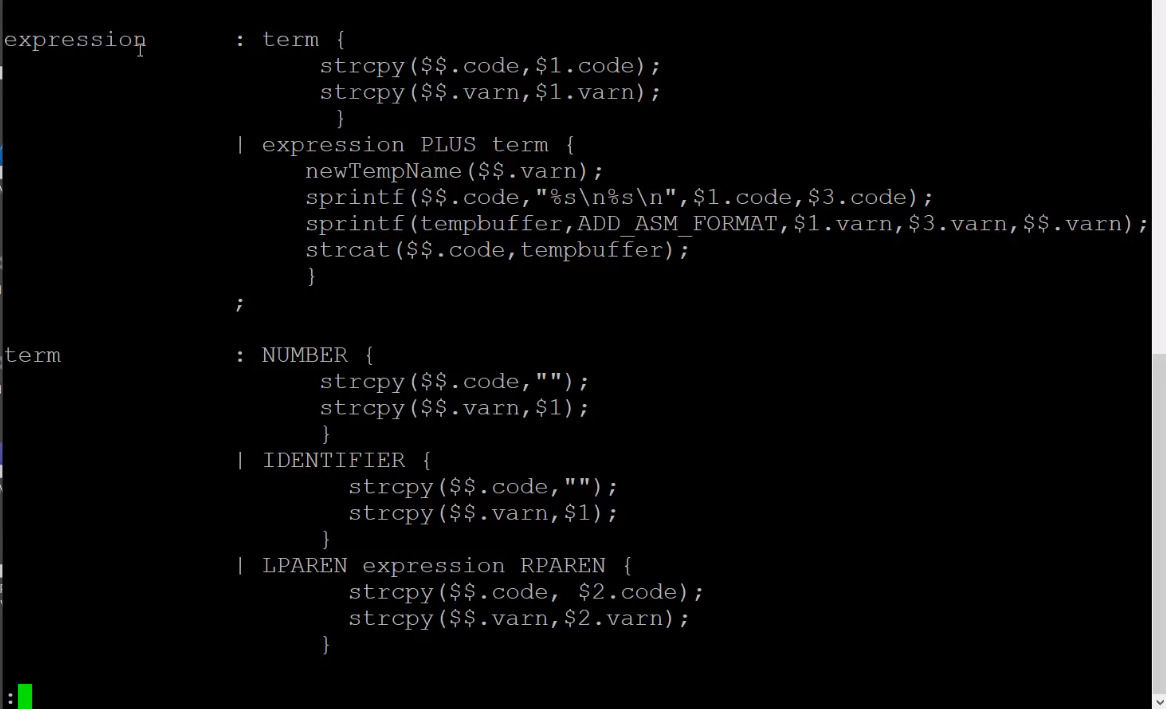 expression : term {
strcpy($$.code,$1.code);
strcpy($$.varn,$1.varn);
}
| expression PLUS term {
newTempName($$.varn);
sprintf($$.code,"%s\n%s\n",$1.code,$3.code);
sprintf(tempbuffer,ADD_ASM_FORMAT,$1.varn,$3.varn,$$.varn);
strcat($$.code,tempbuffer);
}
;
term : NUMBER {
strcpy($$.code,"");
strcpy($$.varn,$1);
}
| IDENTIFIER {
strcpy($$.code,"");
strcpy($$.varn,$1);
}
| LPAREN expression RPAREN {
strcpy($$.code, $2.code);
strcpy($$.varn,$2.varn);
}
: